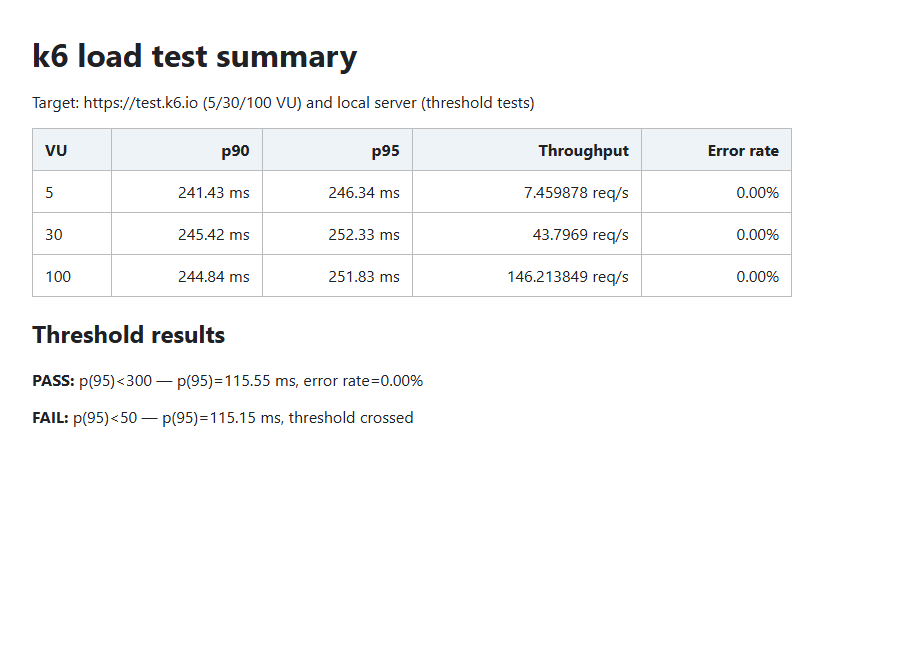 k6 load test summary
Target: https://test.k6.io (5/30/100 VU) and local server (threshold tests)
VU p90 p95 Throughput Error rate
5 241.43 ms 246.34 ms 7.459878 req/s 0.00%
30 245.42 ms 252.33 ms 43.7969 req/s 0.00%
100 244.84 ms 251.83 ms 146.213849 req/s 0.00%
Threshold results
PASS: p(95)<300 — p(95)=115.55 ms, error rate=0.00%
FAIL: p(95)<50 — p(95)=115.15 ms, threshold crossed